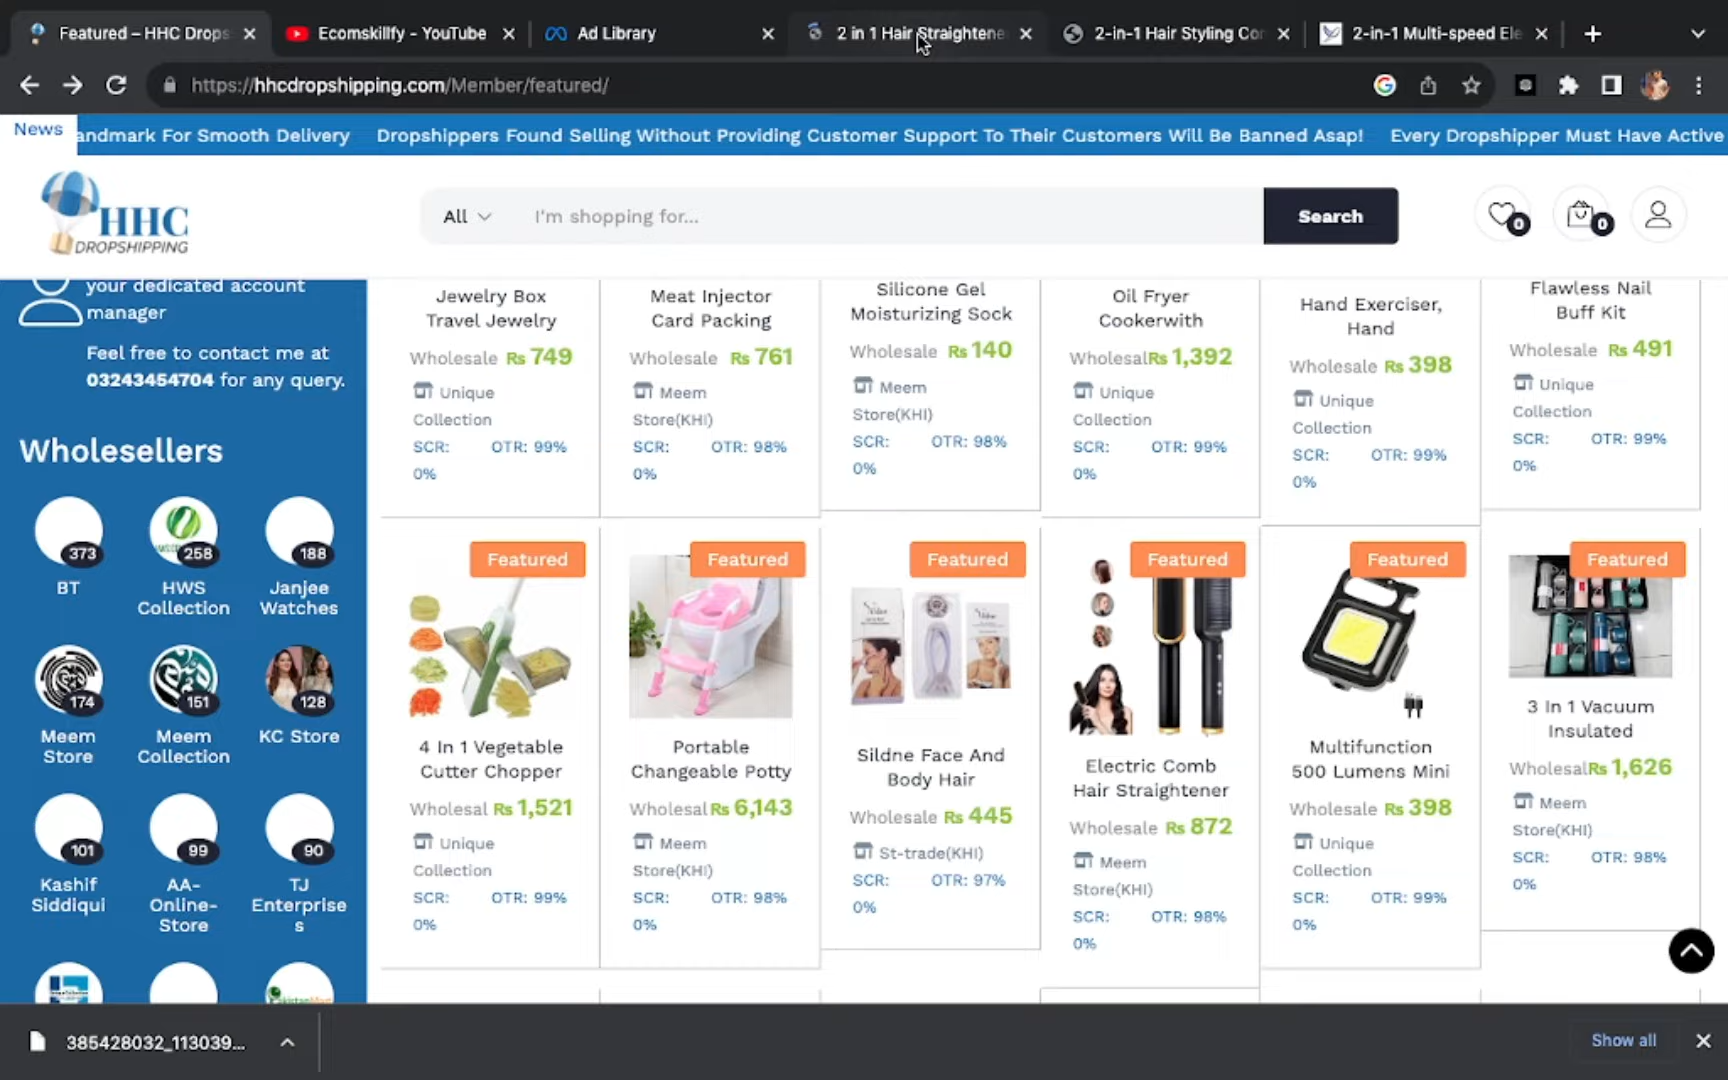 Featured – HHC Drops
Ecomskillfy - YouTube
Ad Library
2 in 1 Hair Straightene
2-in-1 Hair Styling Cor
2-in-1 Multi-speed Ele
https://hhcdropshipping.com/Member/featured/
News
andmark For Smooth Delivery Dropshippers Found Selling Without Providing Customer Support To Their Customers Will Be Banned Asap! Every Dropshipper Must Have Active
HHC
DROPSHIPPING
All
I'm shopping for...
Search
0
0
your dedicated account
manager
Feel free to contact me at
03243454704 for any query.
Wholesellers
373
BT
258
HWS
Collection
188
Janjee
Watches
174
Meem
Store
151
Meem
Collection
128
KC Store
101
Kashif
Siddiqui
99
AA-
Online-
Store
90
TJ
Enterprise
s
Jewelry Box
Travel Jewelry
Wholesale Rs 749
Unique
Collection
SCR: OTR: 99%
0%
Meat Injector
Card Packing
Wholesale Rs 761
Meem
Store(KHI)
SCR: OTR: 98%
0%
Silicone Gel
Moisturizing Sock
Wholesale Rs 140
Meem
Store(KHI)
SCR: OTR: 98%
0%
Oil Fryer
Cookerwith
WholesalRs 1,392
Unique
Collection
SCR: OTR: 99%
0%
Hand Exerciser,
Hand
Wholesale Rs 398
Unique
Collection
SCR: OTR: 99%
0%
Flawless Nail
Buff Kit
Wholesale Rs 491
Unique
Collection
SCR: OTR: 99%
0%
Featured
4 In 1 Vegetable
Cutter Chopper
Wholesal Rs 1,521
Unique
Collection
SCR: OTR: 99%
0%
Featured
Portable
Changeable Potty
Wholesal Rs 6,143
Meem
Store(KHI)
SCR: OTR: 98%
0%
Featured
Sildne Face And
Body Hair
Wholesale Rs 445
St-trade(KHI)
SCR: OTR: 97%
0%
Featured
Electric Comb
Hair Straightener
Wholesale Rs 872
Meem
Store(KHI)
SCR: OTR: 98%
0%
Featured
Multifunction
500 Lumens Mini
Wholesale Rs 398
Unique
Collection
SCR: OTR: 99%
0%
Featured
3 In 1 Vacuum
Insulated
WholesalRs 1,626
Meem
Store(KHI)
SCR: OTR: 98%
0%
385428032_113039...
Show all